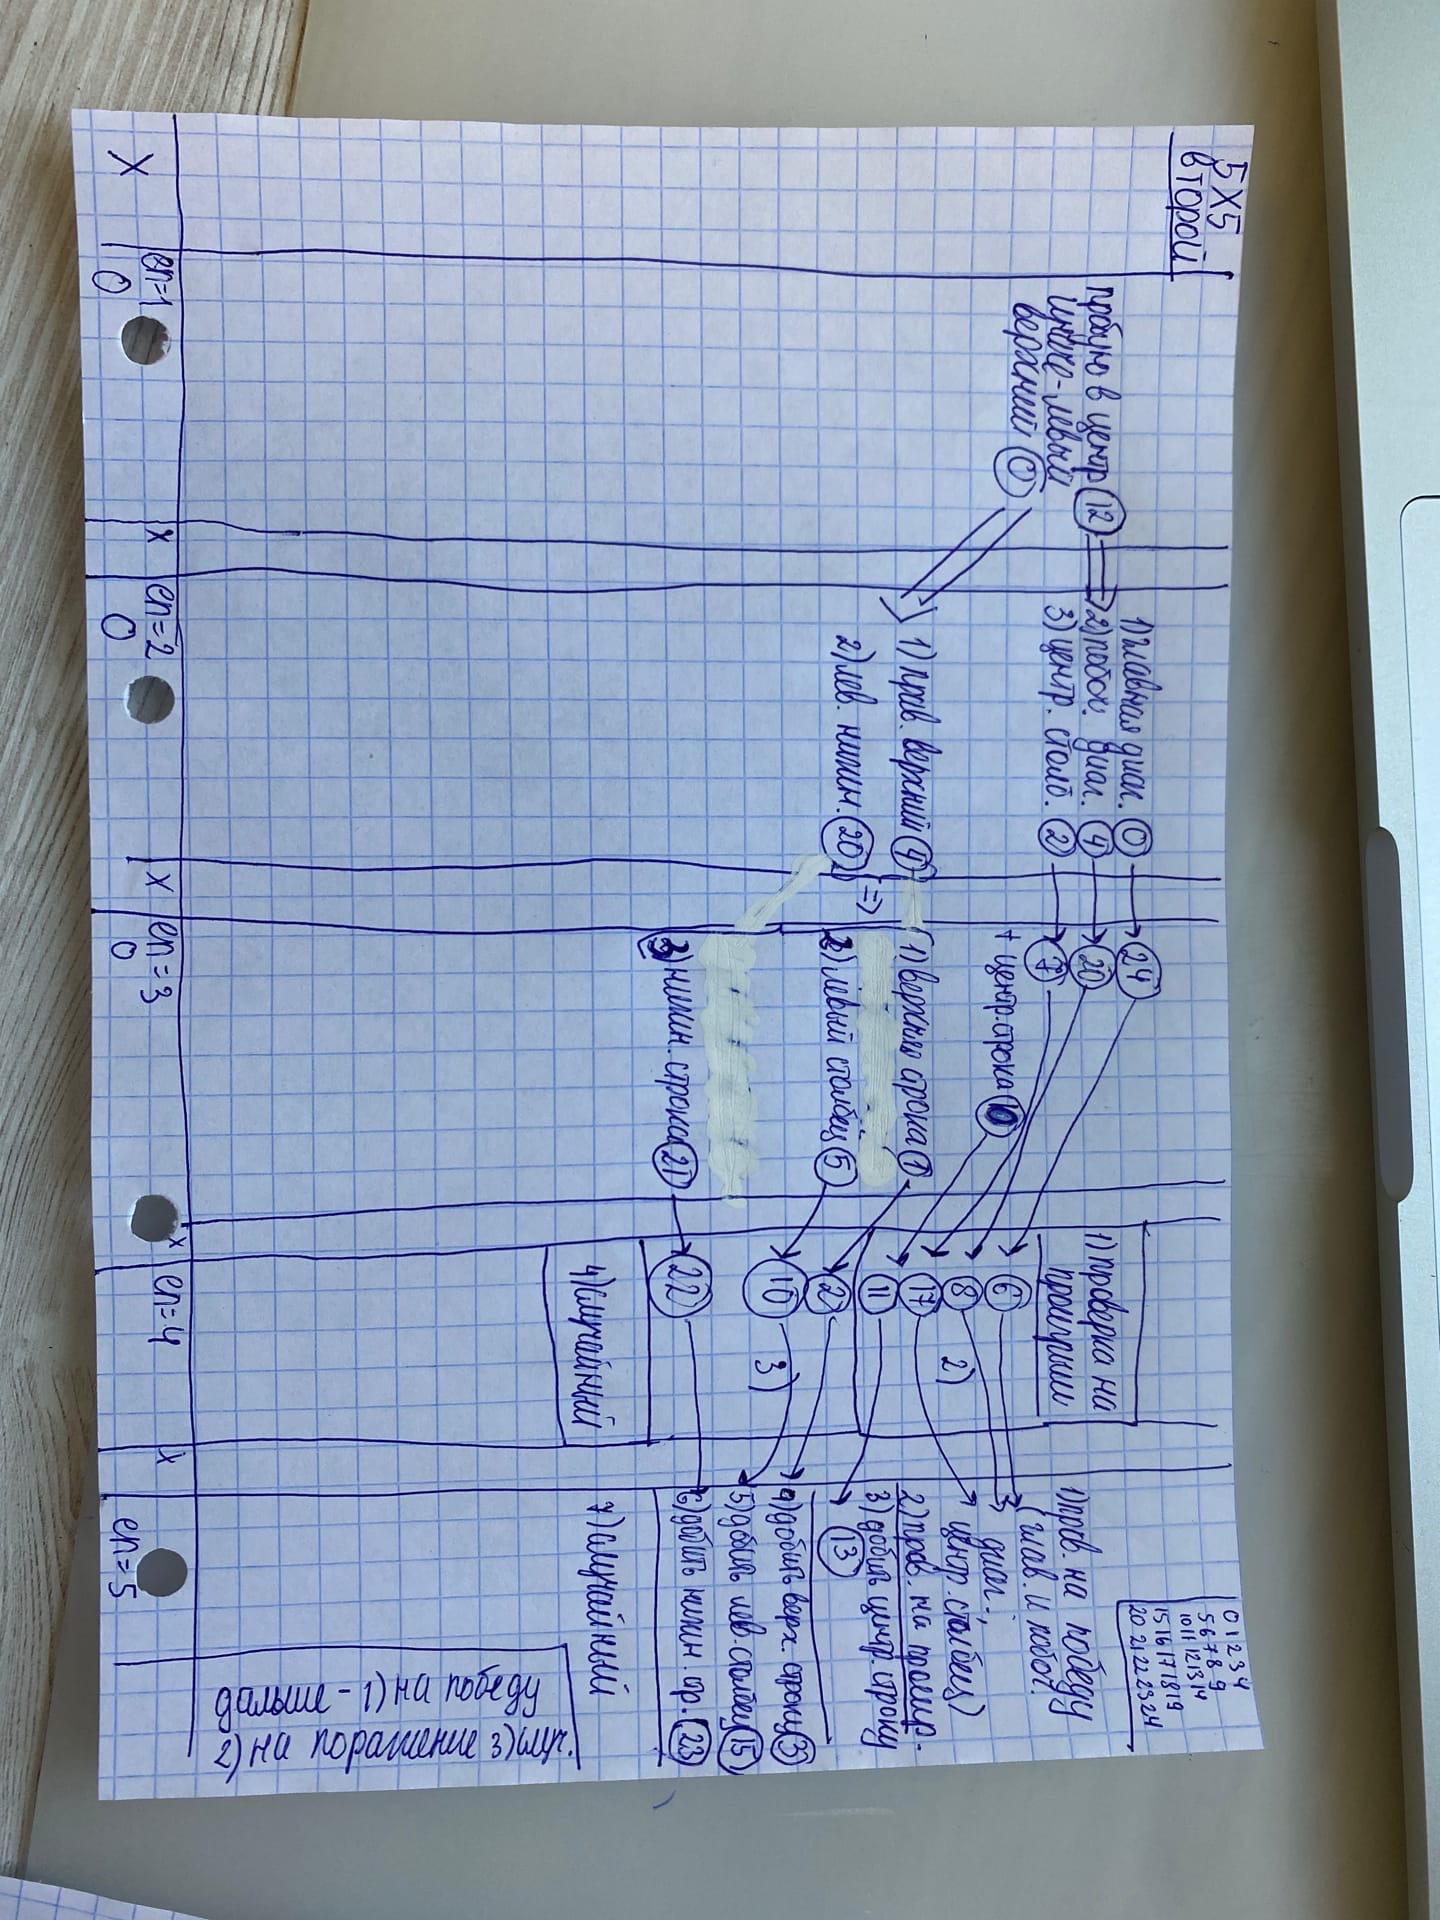 5X5
второй
пробую в центр 12
иначе-левый
верхний 0
1) главная диаг. 0
2) побоч. диаг. 4
3) центр. столб. 2
1) прав. верхний 4
2) лев. нижн. 20
24
20
7
+ центр. строка 10
=>
1) верхняя строка 1
2) левый столбец 5
3) нижн. строка 21
1) проверка на
проигрыш
6
8
17
11
2)
2
10
3)
22
4) случайный
0 1 2 3 4
5 6 7 8 9
10 11 12 13 14
15 16 17 18 19
20 21 22 23 24
1) пров. на победу
(глав. и побоч.
диаг.,
центр. столбец)
2) пров. на проигр.
3) добить центр. строку
13
4) добить верх. строку 3
5) добить лев. столбец 15
6) добить нижн. стр. 23
7) случайный
дальше - 1) на победу
2) на поражение 3) случ.
X
en=1
0
X
en=2
0
X
en=3
0
X
en=4
X
en=5